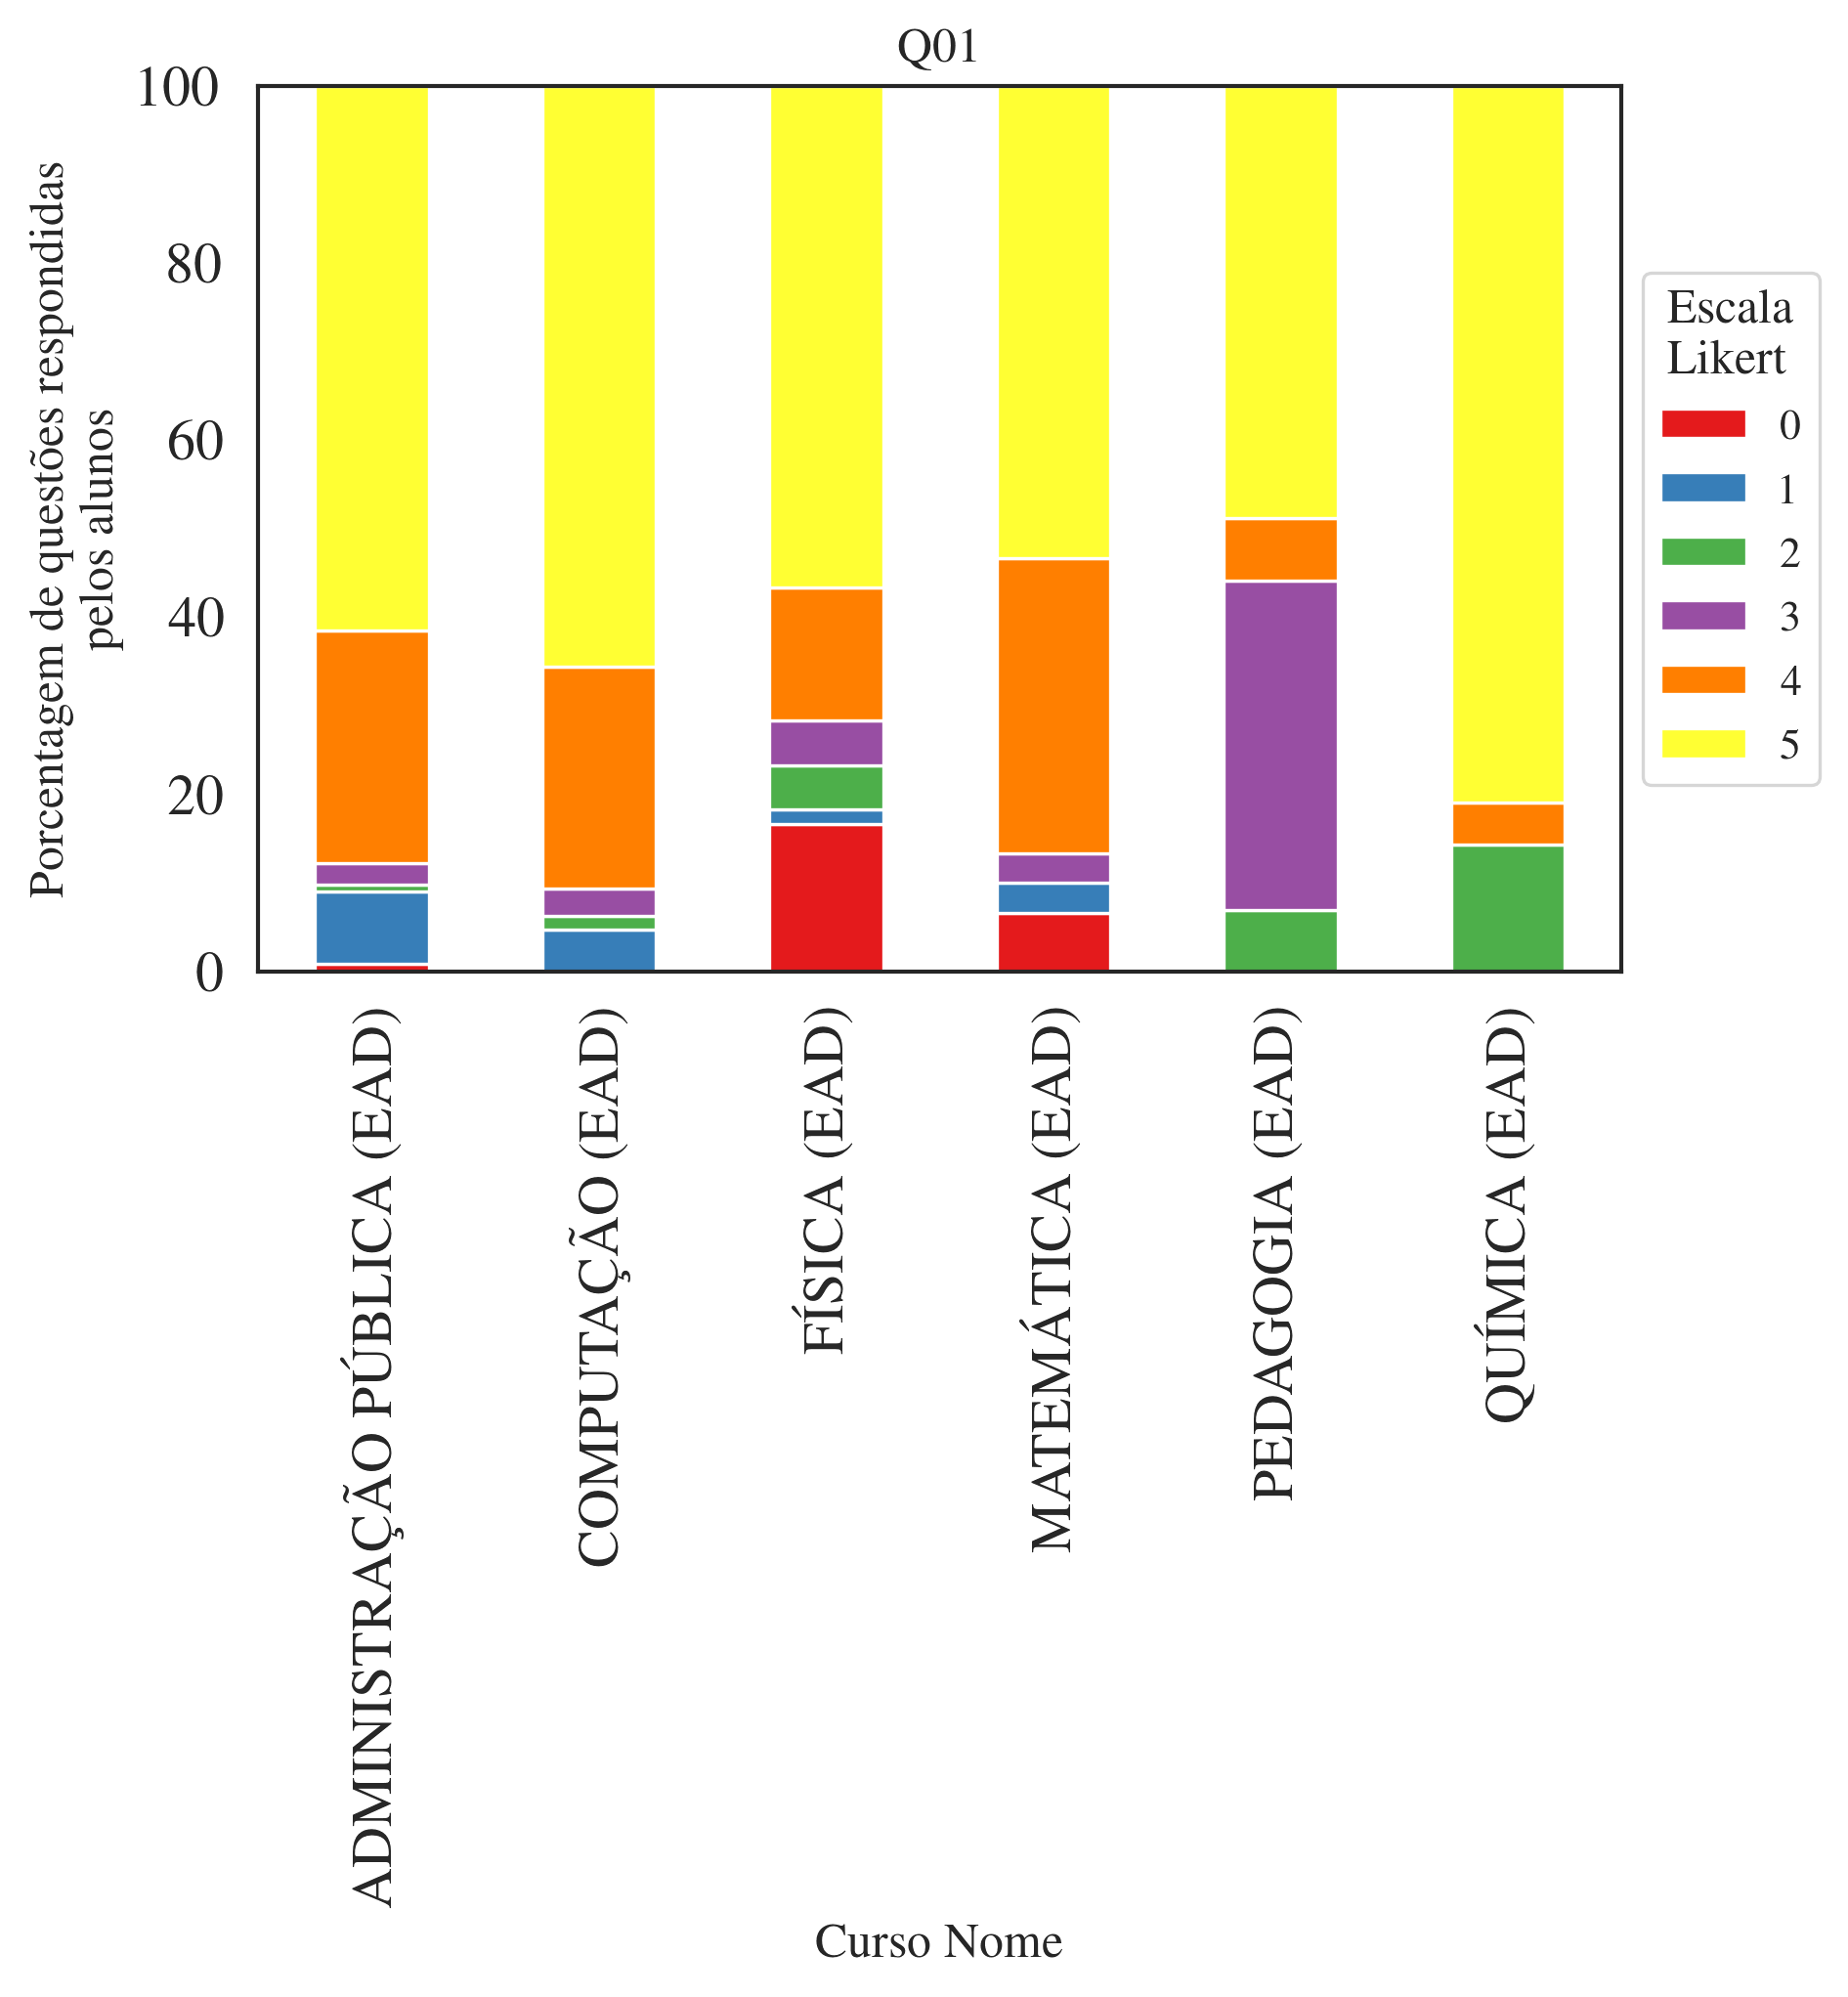 Q01
Porcentagem de questões respondidas
pelos alunos
100
80
60
40
20
0
Escala
Likert
0
1
2
3
4
5
ADMINISTRAÇÃO PÚBLICA (EAD)
COMPUTAÇÃO (EAD)
FÍSICA (EAD)
MATEMÁTICA (EAD)
PEDAGOGIA (EAD)
QUÍMICA (EAD)
Curso Nome